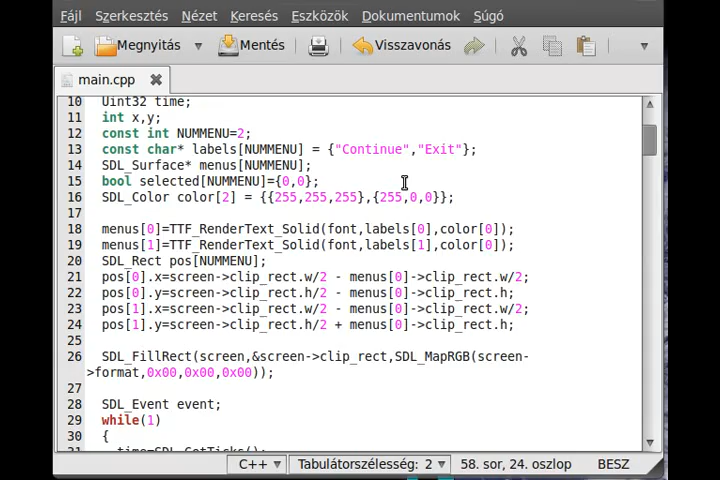 Fájl Szerkesztés Nézet Keresés Eszközök Dokumentumok Súgó
Megnyitás Mentés Visszavonás
main.cpp
10 Uint32 time;
11 int x,y;
12 const int NUMMENU=2;
13 const char* labels[NUMMENU] = {"Continue","Exit"};
14 SDL_Surface* menus[NUMMENU];
15 bool selected[NUMMENU]={0,0};
16 SDL_Color color[2] = {{255,255,255},{255,0,0}};
17
18 menus[0]=TTF_RenderText_Solid(font,labels[0],color[0]);
19 menus[1]=TTF_RenderText_Solid(font,labels[1],color[0]);
20 SDL_Rect pos[NUMMENU];
21 pos[0].x=screen->clip_rect.w/2 - menus[0]->clip_rect.w/2;
22 pos[0].y=screen->clip_rect.h/2 - menus[0]->clip_rect.h;
23 pos[1].x=screen->clip_rect.w/2 - menus[0]->clip_rect.w/2;
24 pos[1].y=screen->clip_rect.h/2 + menus[0]->clip_rect.h;
25
26 SDL_FillRect(screen,&screen->clip_rect,SDL_MapRGB(screen-
>format,0x00,0x00,0x00));
27
28 SDL_Event event;
29 while(1)
30 {
31 time=SDL_GetTicks();
C++ Tabulátorszélesség: 2 58. sor, 24. oszlop BESZ